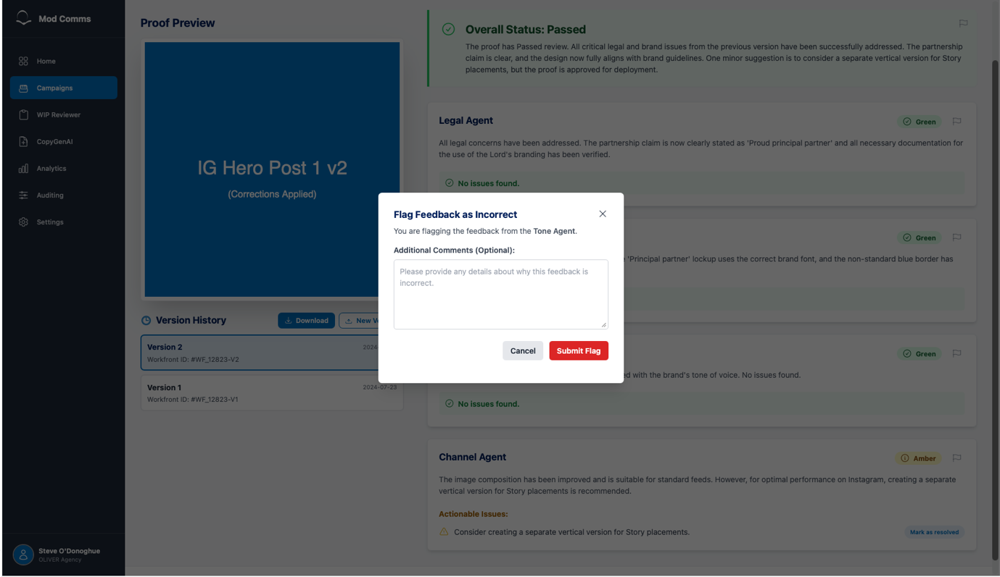 Mod Comms
Home
Campaigns
WIP Reviewer
CopyGenAI
Analytics
Auditing
Settings
Steve O'Donoghue
OLIVER Agency
Proof Preview
IG Hero Post 1 v2
(Corrections Applied)
Version History
Download
New
Version 2
2024
Workfront ID: #WF_12823-V2
Version 1
2024-07-23
Workfront ID: #WF_12823-V1
Overall Status: Passed
The proof has Passed review. All critical legal and brand issues from the previous version have been successfully addressed. The partnership
claim is clear, and the design now fully aligns with brand guidelines. One minor suggestion is to consider a separate vertical version for Story
placements, but the proof is approved for deployment.
Legal Agent
Green
All legal concerns have been addressed. The partnership claim is now clearly stated as 'Proud principal partner' and all necessary documentation for
the use of the Lord's branding has been verified.
No issues found.
Green
'Principal partner' lockup uses the correct brand font, and the non-standard blue border has
Green
with the brand's tone of voice. No issues found.
No issues found.
Channel Agent
Amber
The image composition has been improved and is suitable for standard feeds. However, for optimal performance on Instagram, creating a separate
vertical version for Story placements is recommended.
Actionable Issues:
Consider creating a separate vertical version for Story placements.
Mark as resolved
Flag Feedback as Incorrect
You are flagging the feedback from the Tone Agent.
Additional Comments (Optional):
Please provide any details about why this feedback is
incorrect.
Cancel
Submit Flag